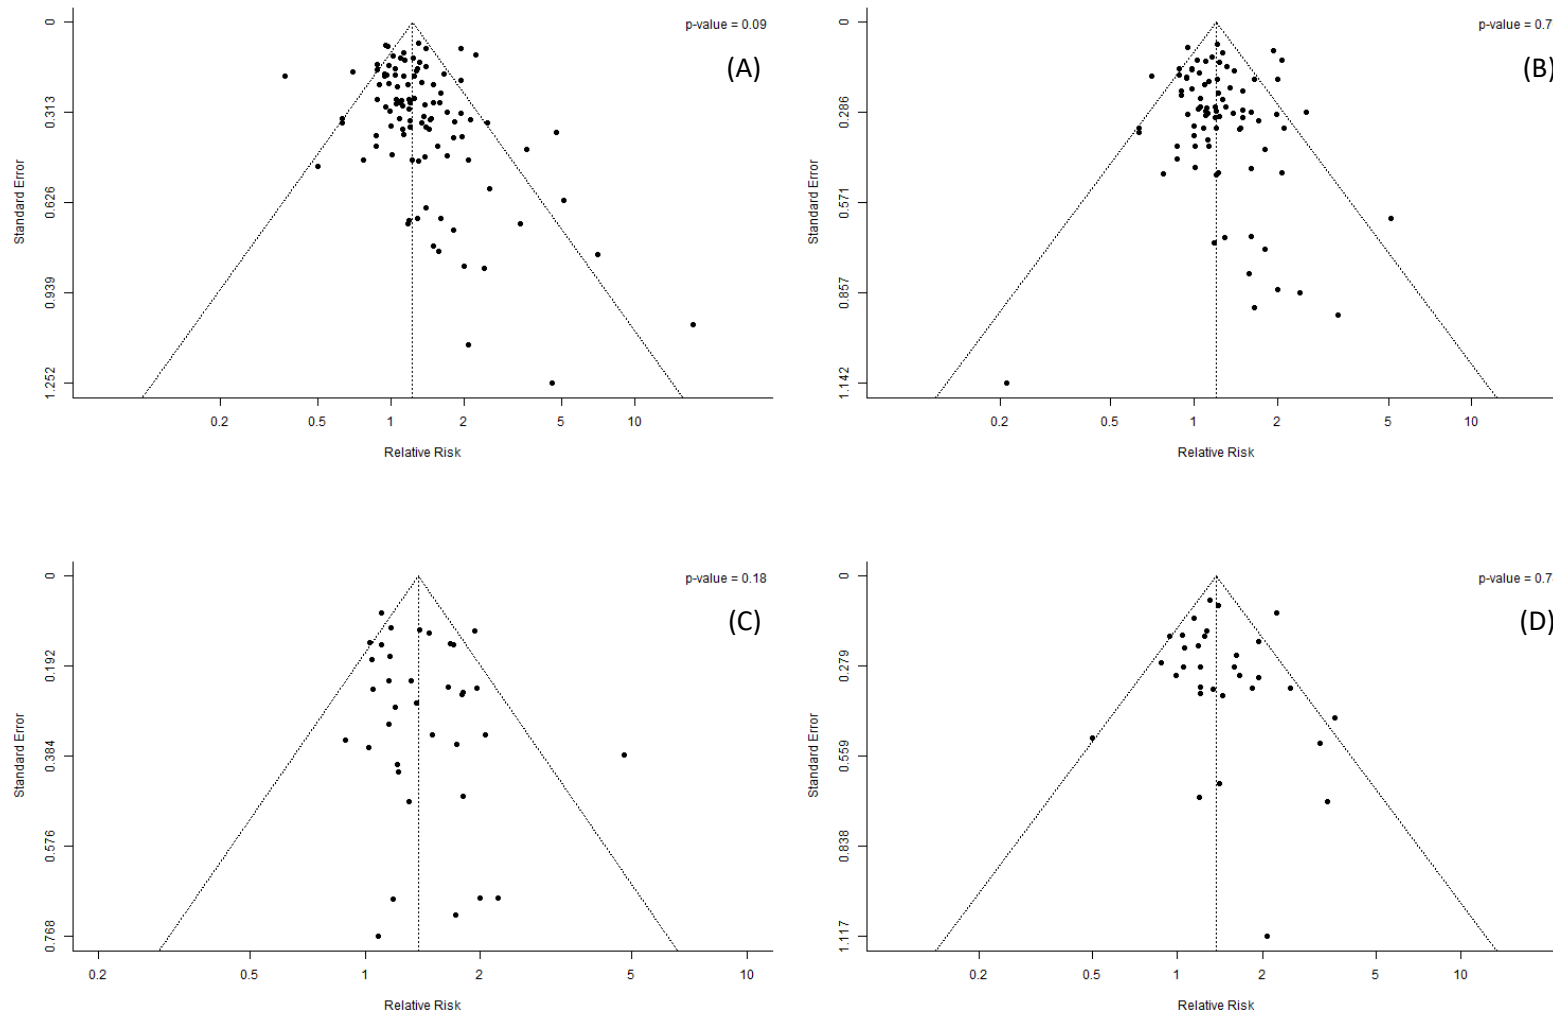 p-value = 0.09
(A)
0
0.313
0.626
0.939
1.252
Standard Error
0.2
0.5
1
2
5
10
Relative Risk
p-value = 0.7
(B)
0
0.286
0.571
0.857
1.142
Standard Error
0.2
0.5
1
2
5
10
Relative Risk
p-value = 0.18
(C)
0
0.192
0.384
0.576
0.768
Standard Error
0.2
0.5
1
2
5
10
Relative Risk
p-value = 0.7
(D)
0
0.279
0.559
0.838
1.117
Standard Error
0.2
0.5
1
2
5
10
Relative Risk